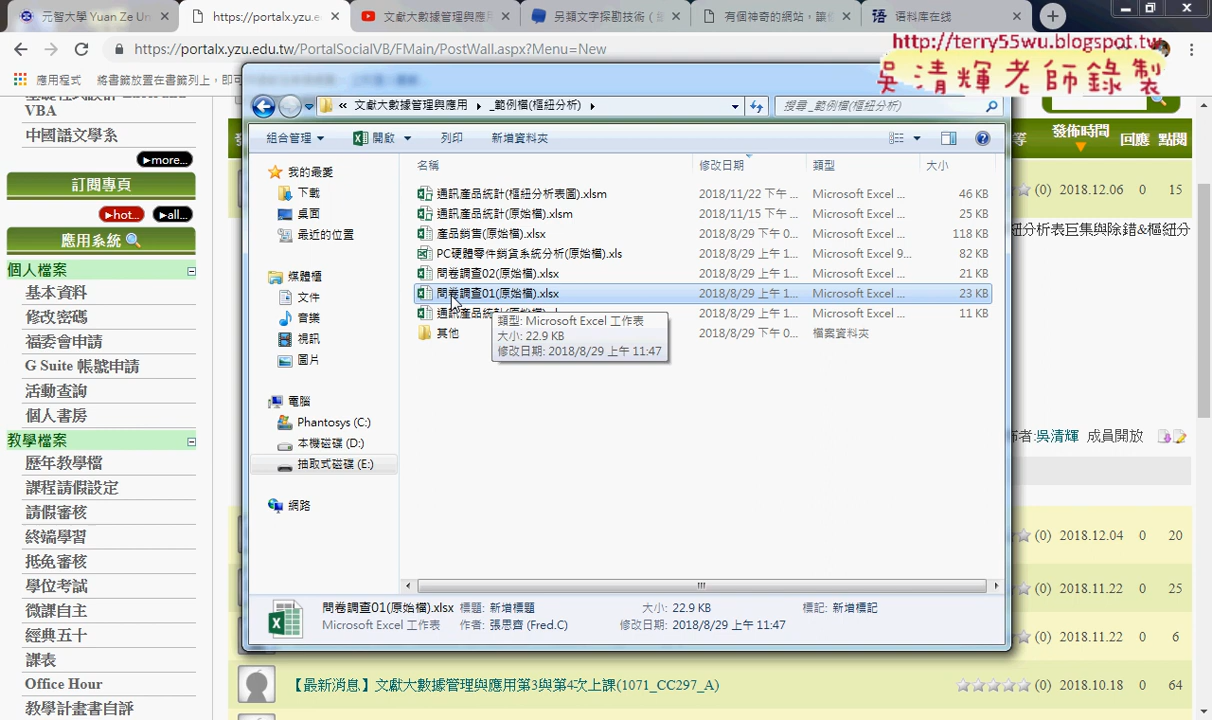 元智大學 Yuan Ze Un
https://portalx.yzu.e
文獻大數據管理與應
另類文字探勘技術（
有個神奇的網站，讓
语料库在线
https://portalx.yzu.edu.tw/PortalSocialVB/FMain/PostWall.aspx?Menu=New
http://terry55wu.blogspot.tw
吳清輝老師錄製
應用程式
將書籤放置在書籤列上，即可
VBA
中國語文學系
▶more...
訂閱專頁
▶hot...
▶all...
應用系統
個人檔案
基本資料
修改密碼
福委會申請
G Suite 帳號申請
活動查詢
個人書房
教學檔案
歷年教學檔
課程請假設定
請假審核
終端學習
抵免審核
學位考試
微課自主
經典五十
課表
Office Hour
教學計畫書自評
« 文獻大數據管理與應用 ▸ _範例檔(樞紐分析) ▸
搜尋 _範例檔(樞紐分析)
組合管理
開啟
列印
新增資料夾
我的最愛
下載
桌面
最近的位置
媒體櫃
文件
音樂
視訊
圖片
電腦
Phantosys (C:)
本機磁碟 (D:)
抽取式磁碟 (E:)
網路
名稱
修改日期
類型
大小
通訊產品統計(樞紐分析表圖).xlsm 2018/11/22 下午 ... Microsoft Excel ... 46 KB
通訊產品統計(原始檔).xlsm 2018/11/15 下午 ... Microsoft Excel ... 25 KB
產品銷售(原始檔).xlsx 2018/8/29 下午 0... Microsoft Excel ... 118 KB
PC硬體零件銷貨系統分析(原始檔).xls 2018/8/29 上午 1... Microsoft Excel 9... 82 KB
問卷調查02(原始檔).xlsx 2018/8/29 上午 1... Microsoft Excel ... 21 KB
問卷調查01(原始檔).xlsx 2018/8/29 上午 1... Microsoft Excel ... 23 KB
2018/8/29 上午 1... Microsoft Excel ... 11 KB
其他 2018/8/29 下午 0... 檔案資料夾
類型: Microsoft Excel 工作表
大小: 22.9 KB
修改日期: 2018/8/29 上午 11:47
問卷調查01(原始檔).xlsx 標題: 新增標題 大小: 22.9 KB 標記: 新增標記
Microsoft Excel 工作表 作者: 張思齊 (Fred.C) 修改日期: 2018/8/29 上午 11:47
等
發佈時間
回應
點閱
(0) 2018.12.06 0 15
紐分析表巨集與除錯&樞紐分
吳清輝 成員開放
(0) 2018.12.04 0 20
(0) 2018.11.22 0 25
(0) 2018.11.22 0 6
【最新消息】文獻大數據管理與應用第3與第4次上課(1071_CC297_A) (0) 2018.10.18 0 64